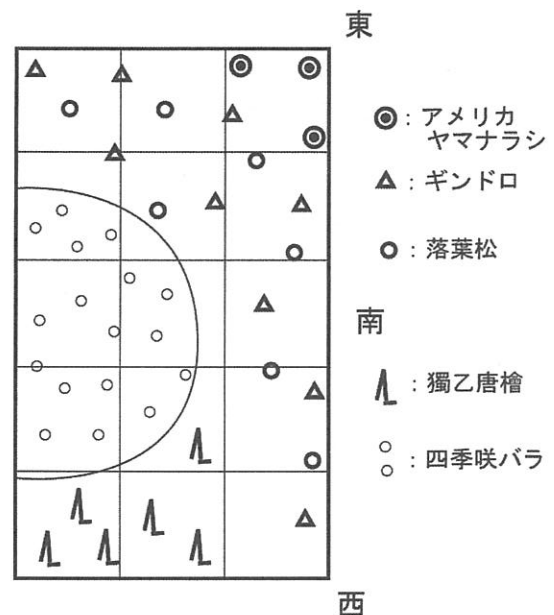 東
◎：アメリカ
ヤマナラシ
△：ギンドロ
○：落葉松
南
：獨乙唐檜
○○：四季咲バラ
西